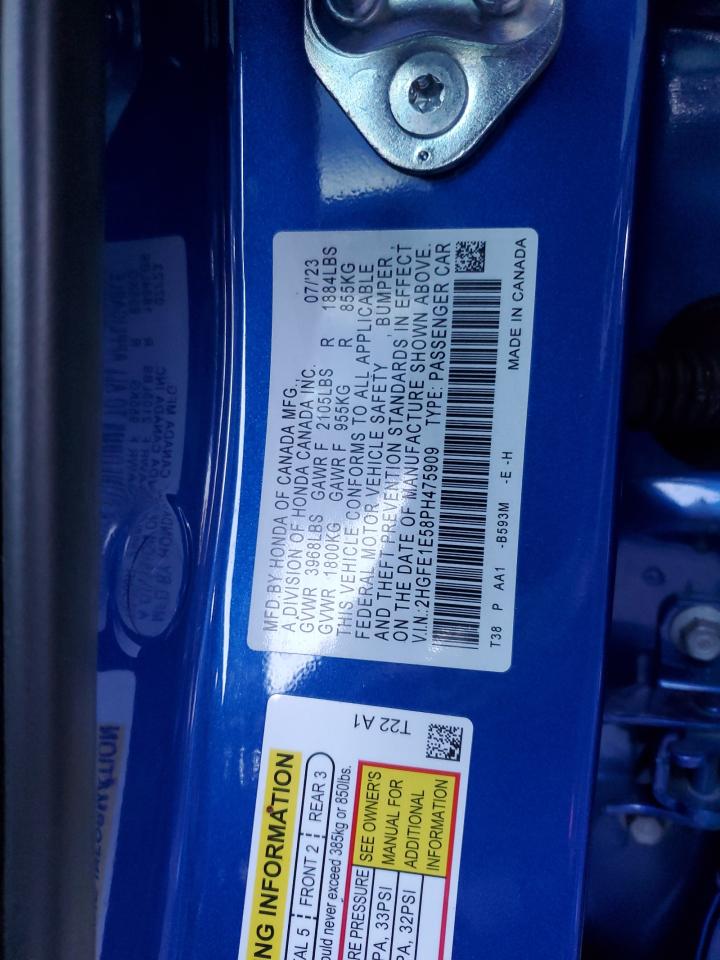 MFD.BY HONDA OF CANADA MFG.,
A DIVISION OF HONDA CANADA INC. 07/'23
GVWR 3968LBS GAWR F 2105LBS R 1884LBS
GVWR 1800KG GAWR F 955KG R 855KG
THIS VEHICLE CONFORMS TO ALL APPLICABLE
FEDERAL MOTOR VEHICLE SAFETY , BUMPER ,
AND THEFT PREVENTION STANDARDS IN EFFECT
ON THE DATE OF MANUFACTURE SHOWN ABOVE.
V.I.N.:2HGFE1E58PH475909 TYPE: PASSENGER CAR
T38 P AA1 -B593M -E -H MADE IN CANADA
T22 A1
NG INFORMATION
TAL 5 FRONT 2 REAR 3
ould never exceed 385kg or 850lbs.
RE PRESSURE SEE OWNER'S
PA, 33PSI MANUAL FOR
PA, 32PSI ADDITIONAL
INFORMATION